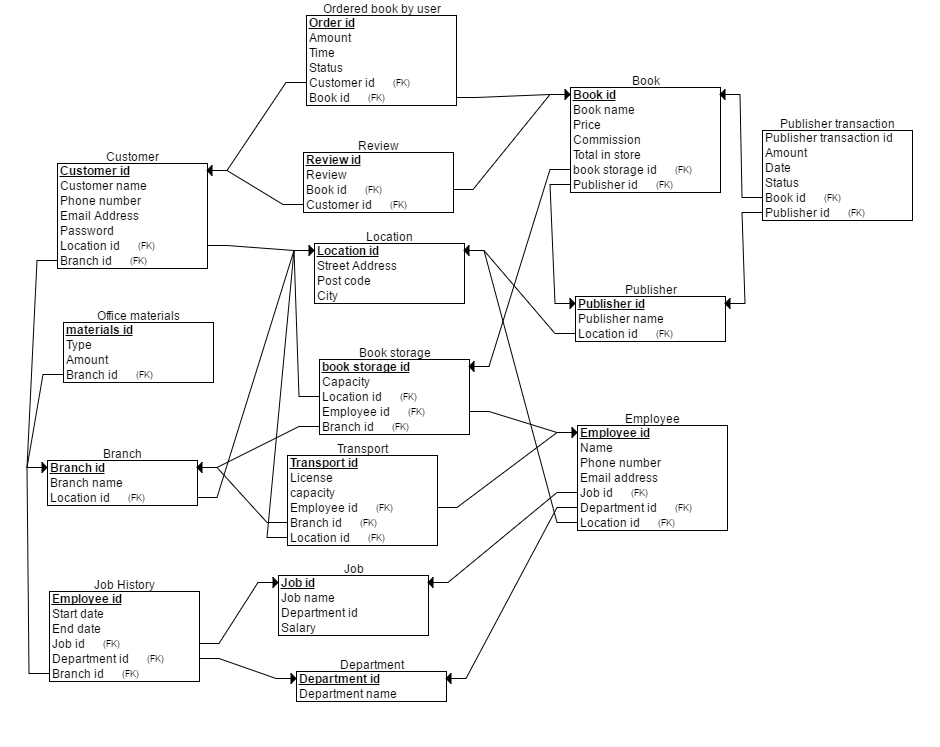 Ordered book by user
Order id
Amount
Time
Status
Customer id (FK)
Book id (FK)
Book
Book id
Book name
Price
Commission
Total in store
book storage id (FK)
Publisher id (FK)
Publisher transaction
Publisher transaction id
Amount
Date
Status
Book id (FK)
Publisher id (FK)
Review
Review id
Review
Book id (FK)
Customer id (FK)
Customer
Customer id
Customer name
Phone number
Email Address
Password
Location id (FK)
Branch id (FK)
Location
Location id
Street Address
Post code
City
Publisher
Publisher id
Publisher name
Location id (FK)
Office materials
materials id
Type
Amount
Branch id (FK)
Book storage
book storage id
Capacity
Location id (FK)
Employee id (FK)
Branch id (FK)
Employee
Employee id
Name
Phone number
Email address
Job id (FK)
Department id (FK)
Location id (FK)
Branch
Branch id
Branch name
Location id (FK)
Transport
Transport id
License
capacity
Employee id (FK)
Branch id (FK)
Location id (FK)
Job
Job id
Job name
Department id
Salary
Job History
Employee id
Start date
End date
Job id (FK)
Department id (FK)
Branch id (FK)
Department
Department id
Department name